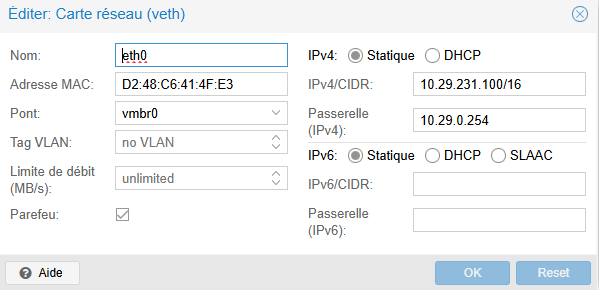 Éditer: Carte réseau (veth)
Nom: eth0
Adresse MAC: D2:48:C6:41:4F:E3
Pont: vmbr0
Tag VLAN: no VLAN
Limite de débit
(MB/s): unlimited
Parefeu:
IPv4: Statique DHCP
IPv4/CIDR: 10.29.231.100/16
Passerelle
(IPv4): 10.29.0.254
IPv6: Statique DHCP SLAAC
IPv6/CIDR:
Passerelle
(IPv6):
Aide
OK
Reset